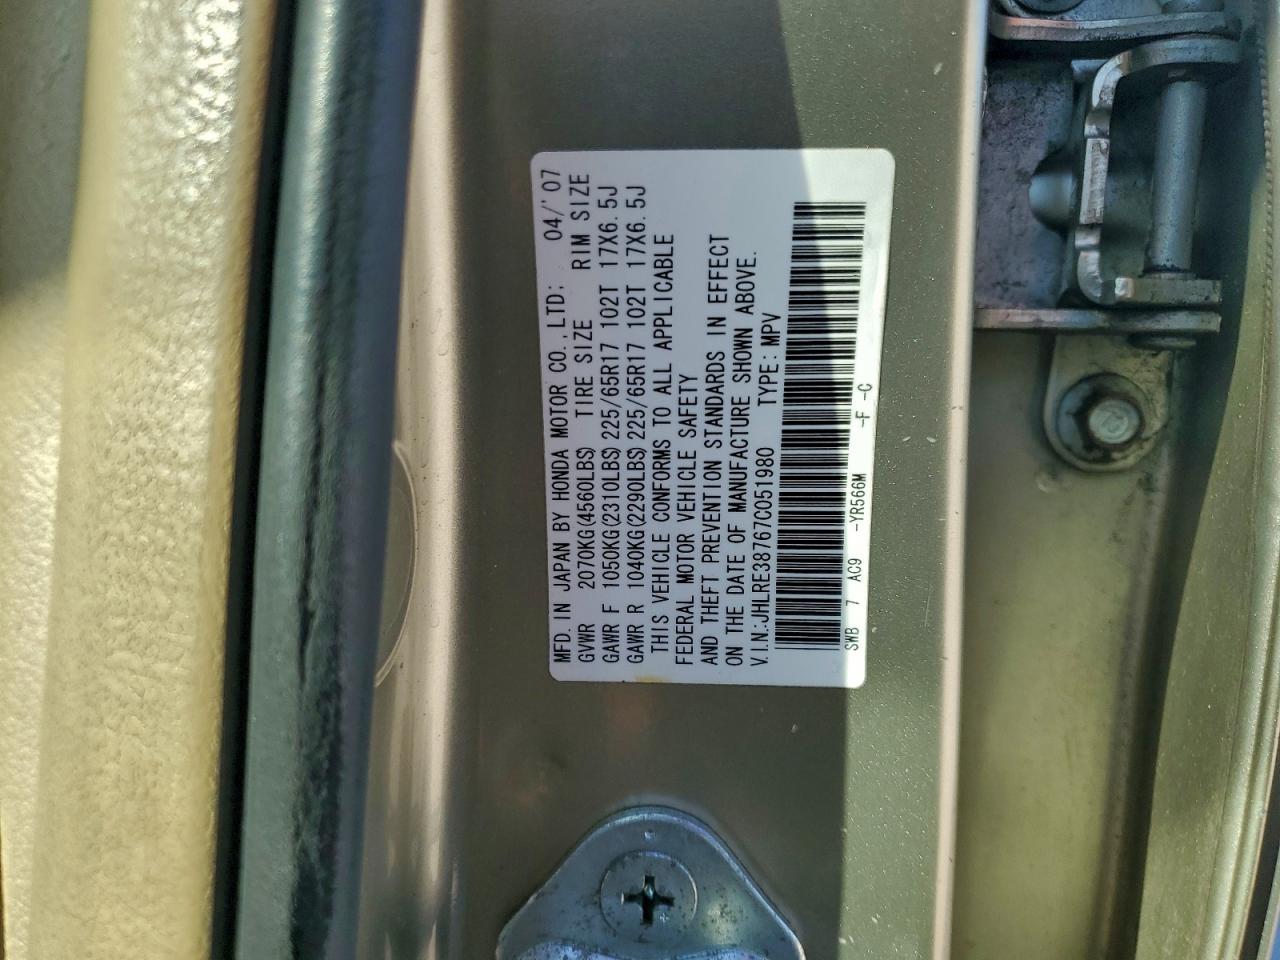 MFD. IN JAPAN BY HONDA MOTOR CO.,LTD: 04/'07
GVWR 2070KG(4560LBS) TIRE SIZE RIM SIZE
GAWR F 1050KG(2310LBS) 225/65R17 102T 17X6.5J
GAWR R 1040KG(2290LBS) 225/65R17 102T 17X6.5J
THIS VEHICLE CONFORMS TO ALL APPLICABLE
FEDERAL MOTOR VEHICLE SAFETY
AND THEFT PREVENTION STANDARDS IN EFFECT
ON THE DATE OF MANUFACTURE SHOWN ABOVE.
V.I.N.:JHLRE38767C051980 TYPE:MPV
SWB 7 AC9 -YR566M -F -C